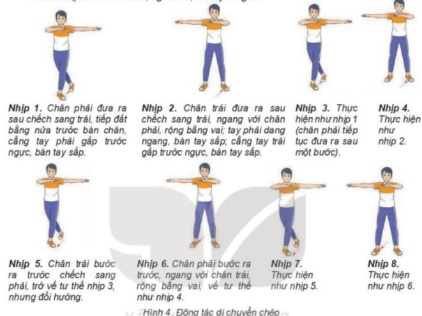 Nhịp 1. Chân phải đưa ra
sau chếch sang trái, tiếp đất
bằng nửa trước bàn chân,
cẳng tay phải gấp trước
ngực, bàn tay sấp.
Nhịp 2. Chân trái đưa ra sau
chếch sang trái, ngang với chân
phải, rộng bằng vai; tay phải dang
ngang, bàn tay sấp; cẳng tay trái
gấp trước ngực, bàn tay sấp.
Nhịp 3. Thực
hiện như nhịp 1
(chân phải tiếp
tục đưa ra sau
một bước).
Nhịp 4.
Thực hiện
như
nhịp 2.
Nhịp 5. Chân trái bước
ra trước chếch sang
phải, trở về tư thế nhịp 3,
nhưng đổi hướng.
Nhịp 6. Chân phải bước ra
trước, ngang với chân trái,
rộng bằng vai, về tư thế
như nhịp 4.
Nhịp 7.
Thực hiện
như nhịp 5.
Nhịp 8.
Thực hiện
như nhịp 6.
Hình 4. Động tác di chuyển chéo